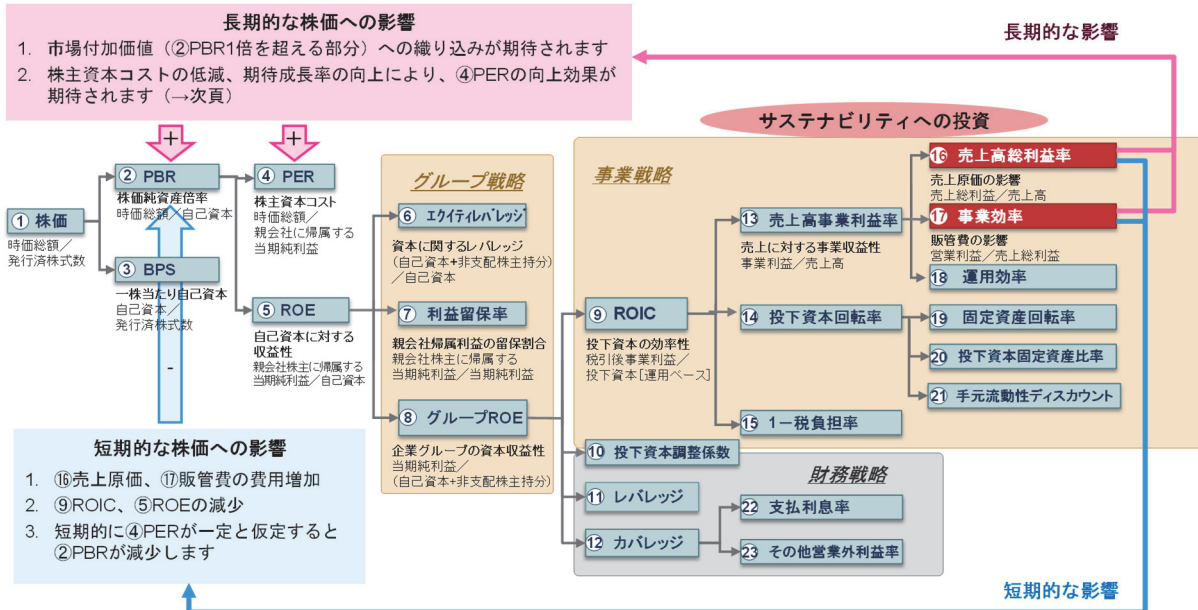 長期的な株価への影響
1. 市場付加価値（②PBR1倍を超える部分）への織り込みが期待されます
2. 株主資本コストの低減、期待成長率の向上により、④PERの向上効果が
期待されます（→次頁）
長期的な影響
サステナビリティへの投資
+
+
グループ戦略
事業戦略
① 株価
時価総額／
発行済株式数
② PBR
株価純資産倍率
時価総額／自己資本
③ BPS
一株当たり自己資本
自己資本／
発行済株式数
-
④ PER
株主資本コスト
時価総額／
親会社に帰属する
当期純利益
⑤ ROE
自己資本に対する
収益性
親会社株主に帰属する
当期純利益／自己資本
⑥ エクイティレバレッジ
資本に関するレバレッジ
（自己資本+非支配株主持分）
／自己資本
⑦ 利益留保率
親会社帰属利益の留保割合
親会社株主に帰属する
当期純利益／当期純利益
⑧ グループROE
企業グループの資本収益性
当期純利益／
（自己資本+非支配株主持分）
⑨ ROIC
投下資本の効率性
税引後事業利益／
投下資本［運用ベース］
⑩ 投下資本調整係数
財務戦略
⑪ レバレッジ
⑫ カバレッジ
⑬ 売上高事業利益率
売上に対する事業収益性
事業利益／売上高
⑭ 投下資本回転率
⑮ 1－税負担率
⑯ 売上高総利益率
売上原価の影響
売上総利益／売上高
⑰ 事業効率
販管費の影響
営業利益／売上総利益
⑱ 運用効率
⑲ 固定資産回転率
⑳ 投下資本固定資産比率
㉑ 手元流動性ディスカウント
㉒ 支払利息率
㉓ その他営業外利益率
短期的な株価への影響
1. ⑯売上原価、⑰販管費の費用増加
2. ⑨ROIC、⑤ROEの減少
3. 短期的に④PERが一定と仮定すると
②PBRが減少します
短期的な影響